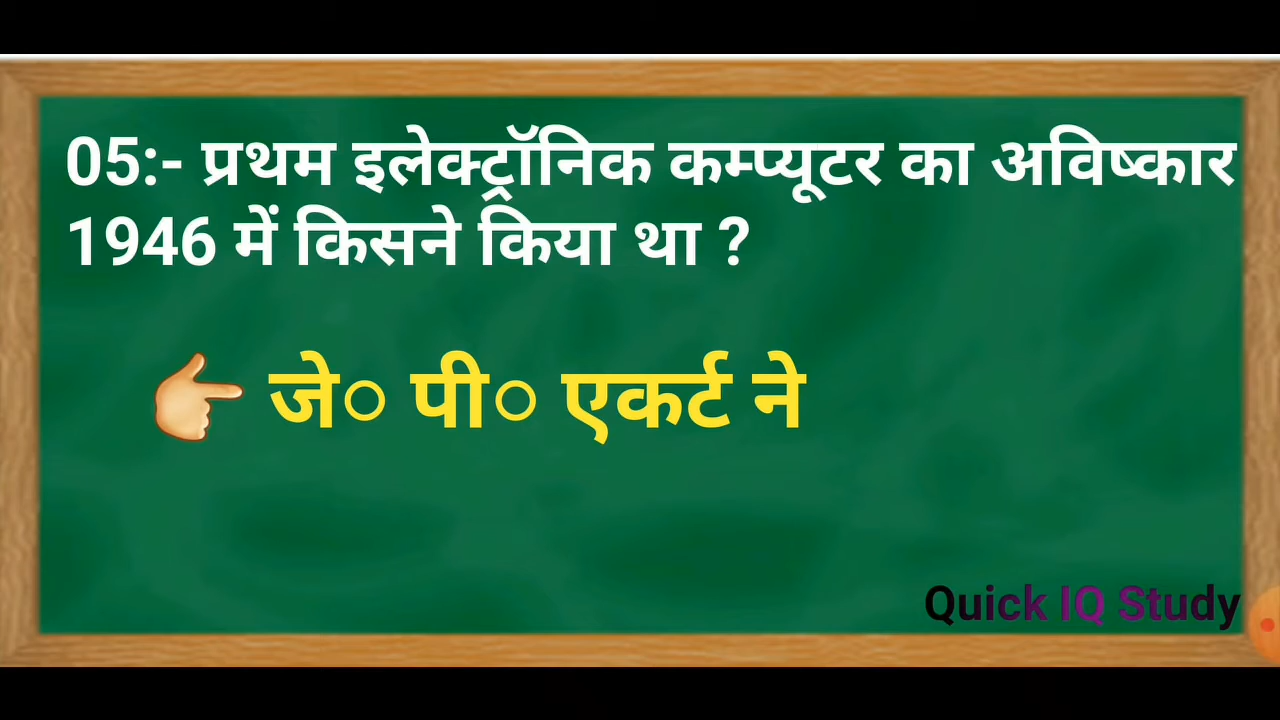 05:- प्रथम इलेक्ट्रॉनिक कम्प्यूटर का अविष्कार
1946 में किसने किया था ?
जे० पी० एकर्ट ने
Quick IQ Study